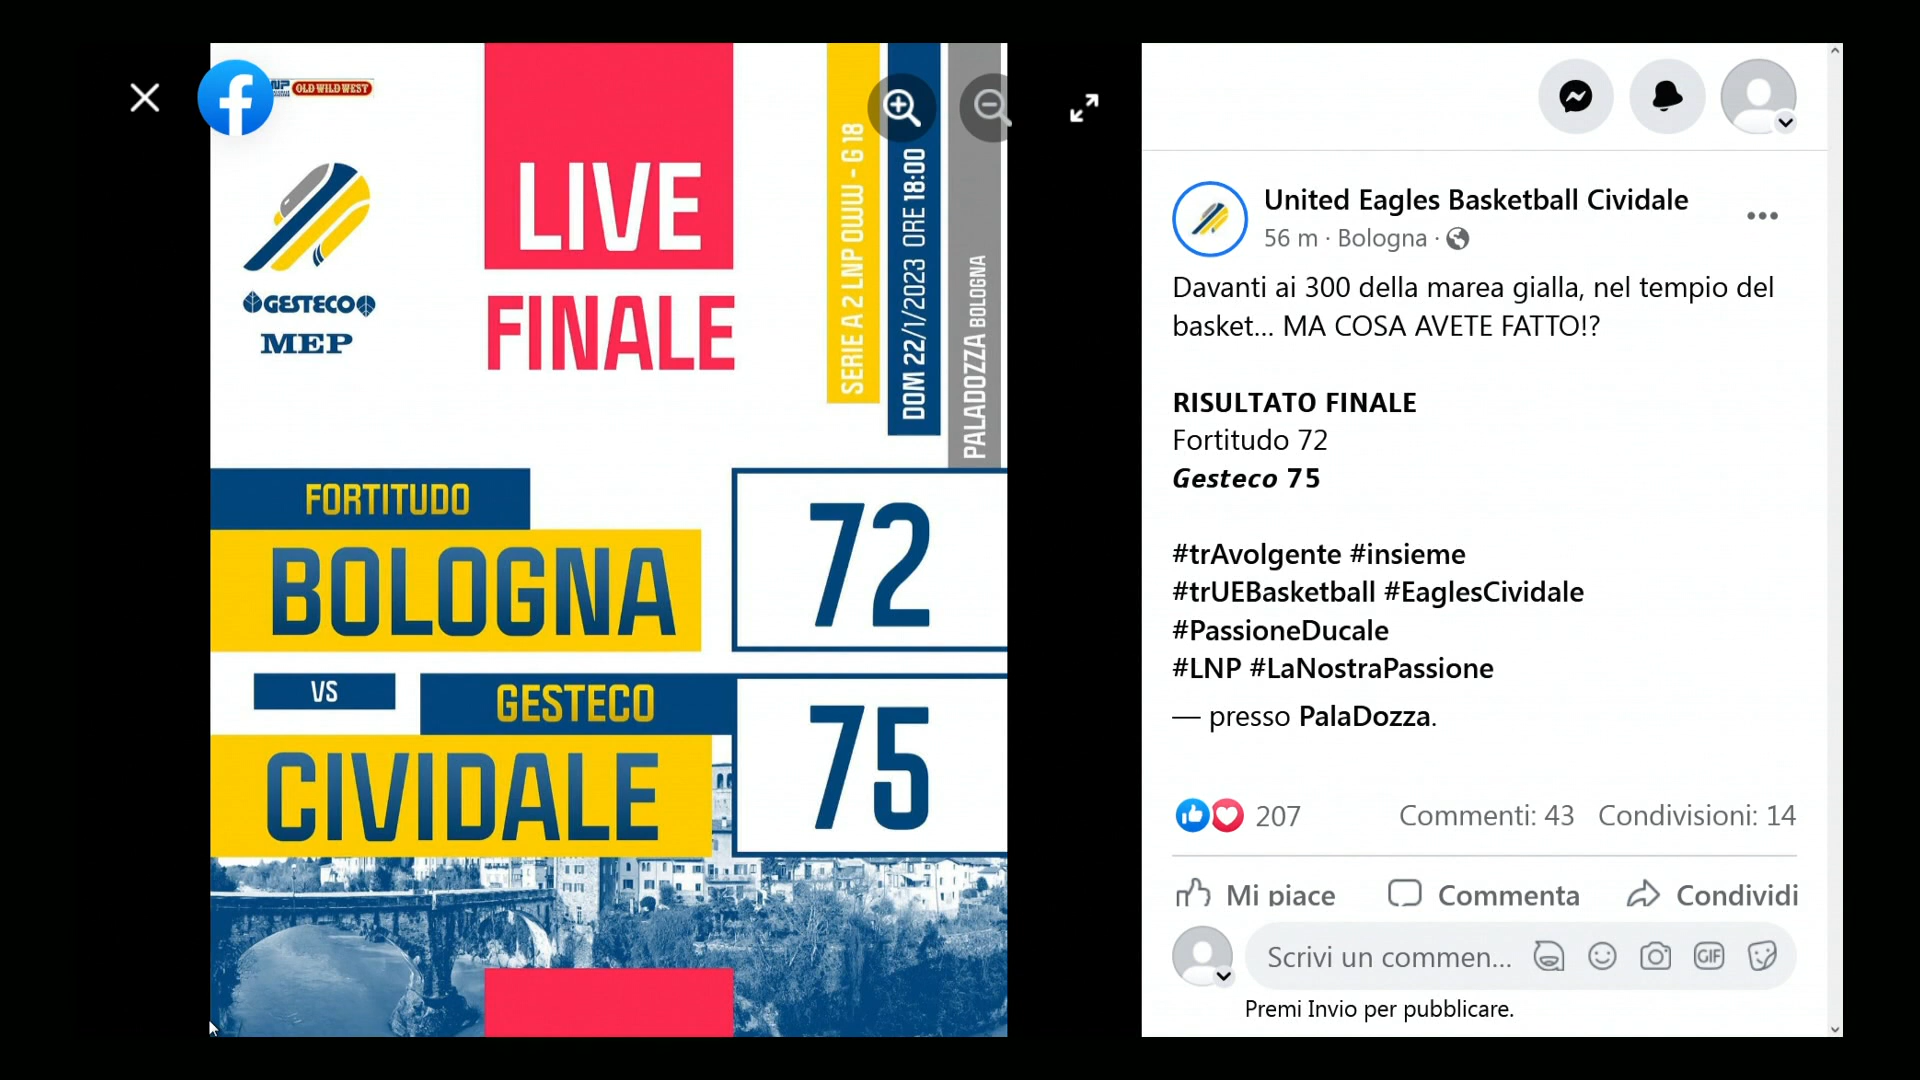 OLD WILD WEST
GESTECO
MEP
LIVE
FINALE
SERIE A 2 LNP OWW - G 18
DOM 22/1/2023 ORE 18:00
PALADOZZA BOLOGNA
FORTITUDO
BOLOGNA
72
VS
GESTECO
CIVIDALE
75
United Eagles Basketball Cividale
56 m · Bologna ·
Davanti ai 300 della marea gialla, nel tempio del
basket... MA COSA AVETE FATTO!?
RISULTATO FINALE
Fortitudo 72
Gesteco 75
#trAvolgente #insieme
#trUEBasketball #EaglesCividale
#PassioneDucale
#LNP #LaNostraPassione
— presso PalaDozza.
207 Commenti: 43 Condivisioni: 14
Mi piace Commenta Condividi
Scrivi un commen... GIF
Premi Invio per pubblicare.